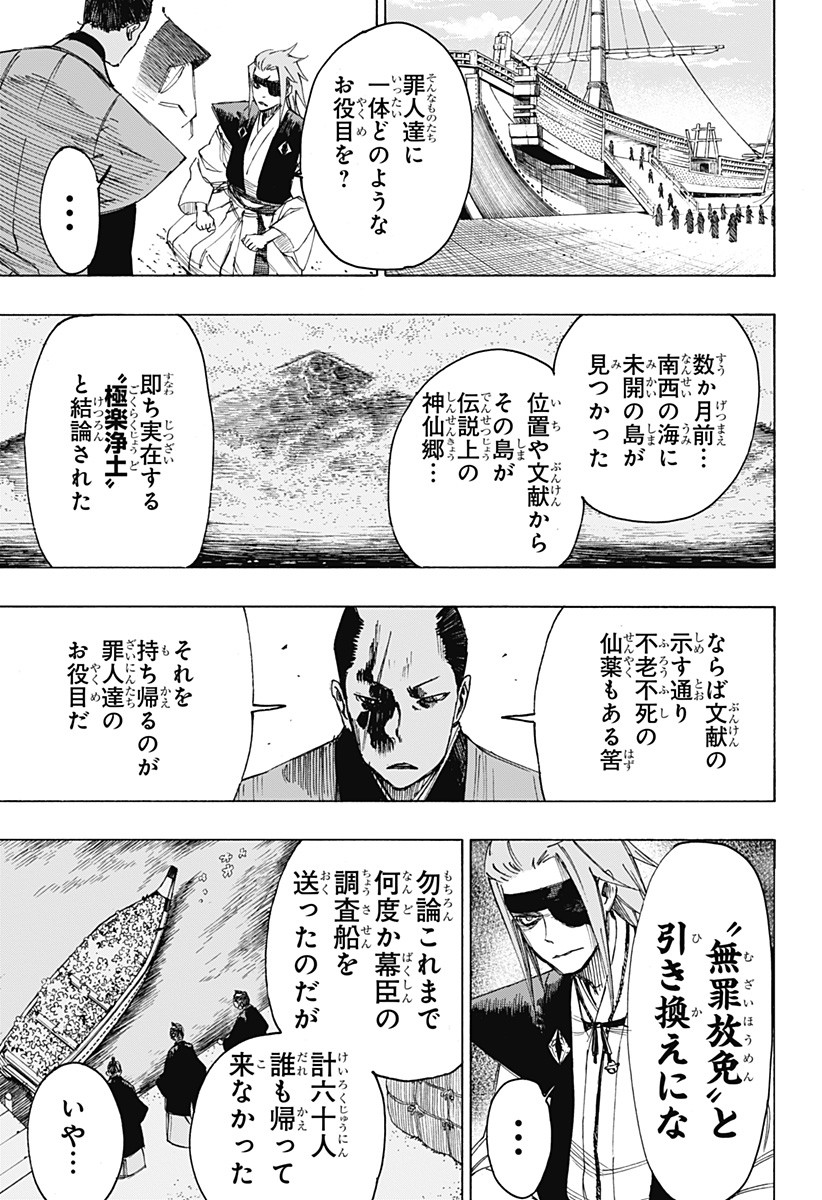 罪人達に
一体どのような
お役目を？
…
数か月前…
南西の海に
未開の島が
見つかった
位置や文献から
その島が
伝説上の
神仙郷…
即ち実在する
〝極楽浄土〟
と結論された
ならば文献の
示す通り
不老不死の
仙薬もある筈
それを
持ち帰るのが
罪人達の
お役目だ
〝無罪放免〟と
引き換えにな
…
勿論これまで
何度か幕臣の
調査船を
送ったのだが
計六十人
誰も帰って
来なかった
いや…